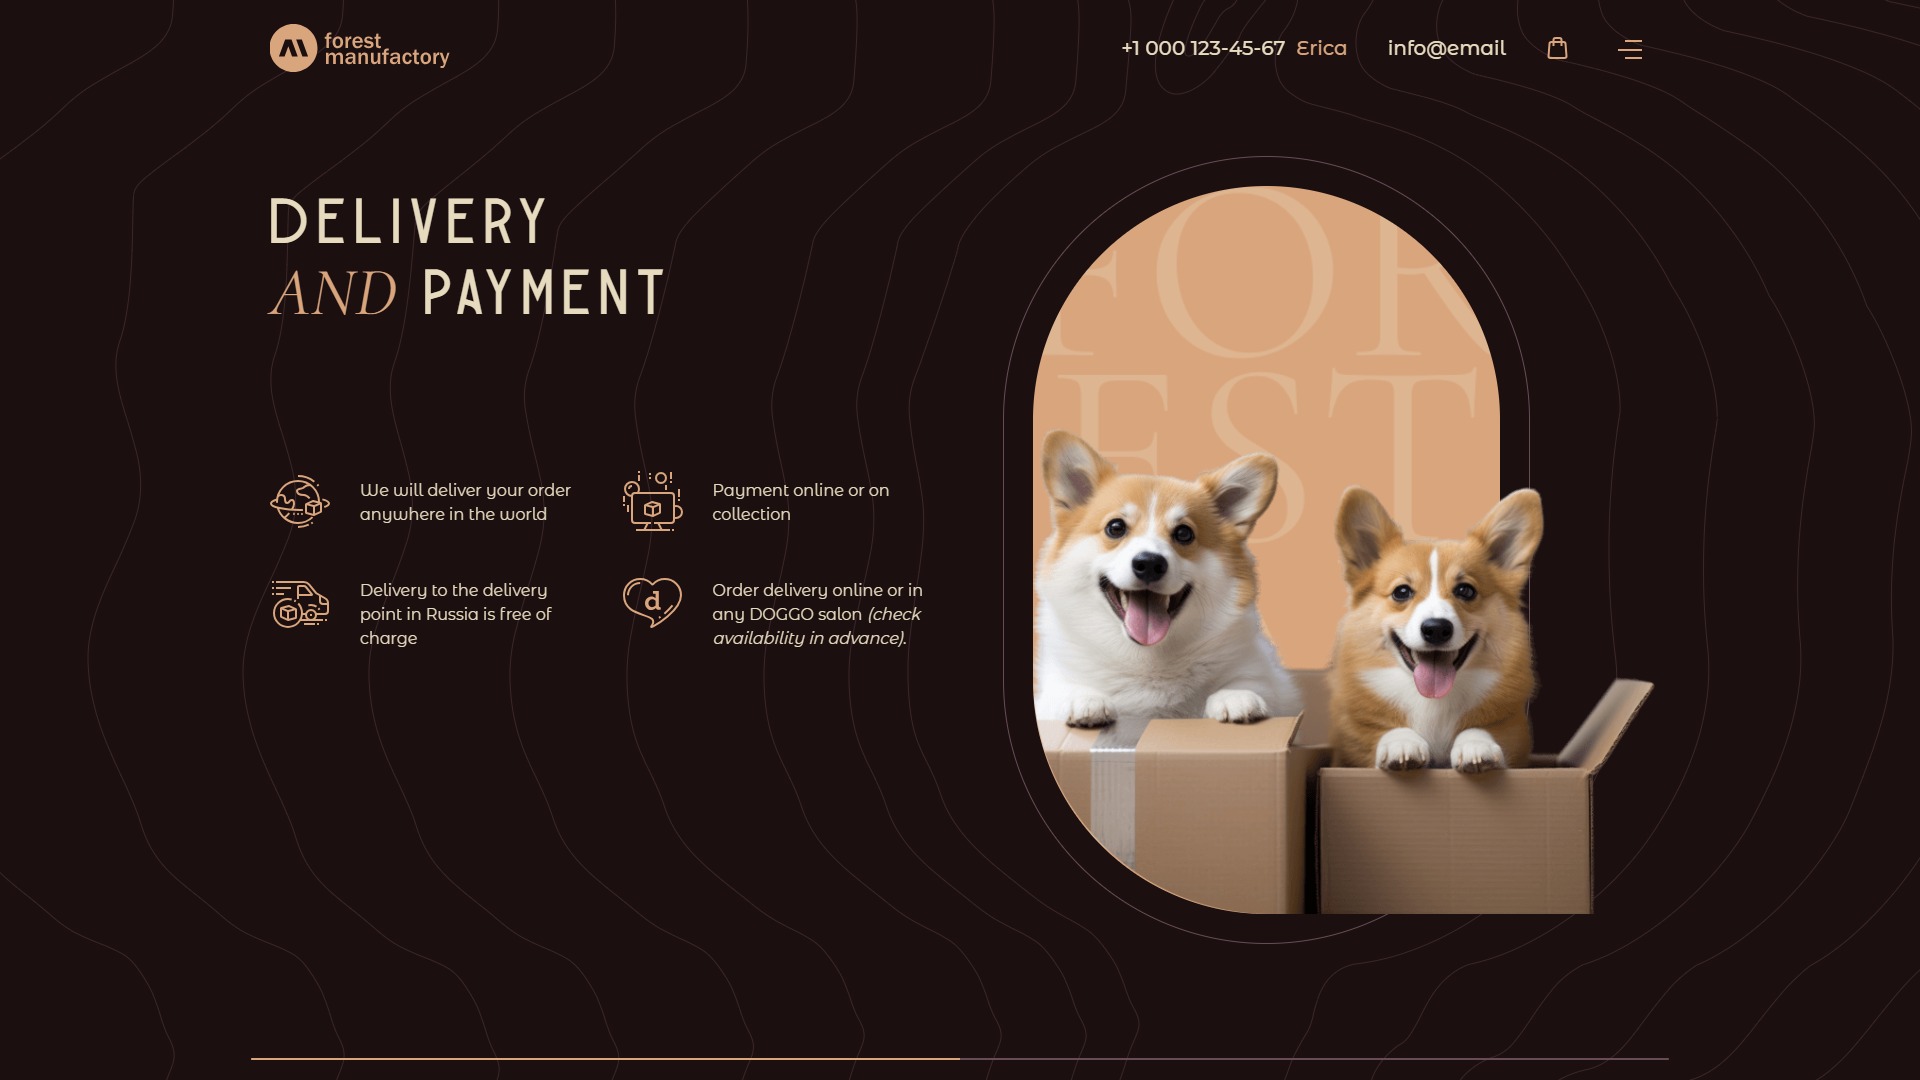 forest
manufactory
+1 000 123-45-67 Erica
info@email
DELIVERY
AND PAYMENT
FOR
EST
We will deliver your order
anywhere in the world
Payment online or on
collection
Delivery to the delivery
point in Russia is free of
charge
d
Order delivery online or in
any DOGGO salon (check
availability in advance).